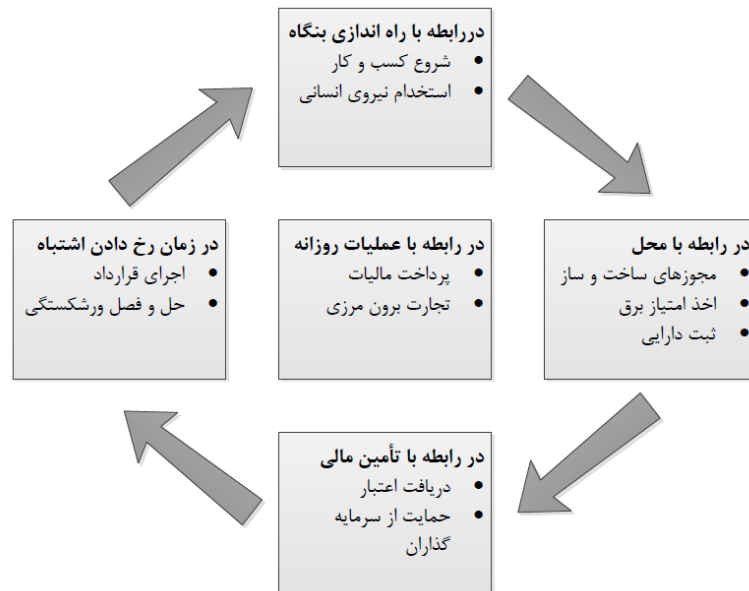 دررابطه با راه اندازی بنگاه
• شروع کسب و کار
• استخدام نیروی انسانی
در رابطه با محل
• مجوزهای ساخت و ساز
• اخذ امتیاز برق
• ثبت دارایی
در رابطه با عملیات روزانه
• پرداخت مالیات
• تجارت برون مرزی
در زمان رخ دادن اشتباه
• اجرای قرارداد
• حل و فصل ورشکستگی
در رابطه با تأمین مالی
• دریافت اعتبار
• حمایت از سرمایه
گذاران